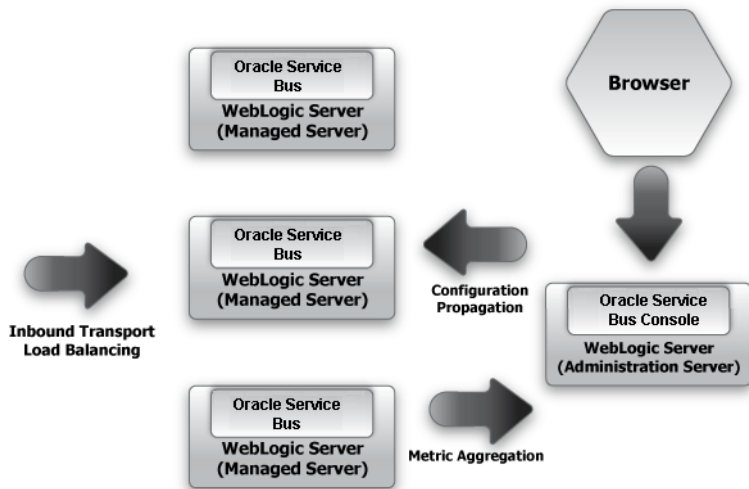 Oracle Service
Bus
WebLogic Server
(Managed Server)
Browser
Oracle Service
Bus
WebLogic Server
(Managed Server)
Inbound Transport
Load Balancing
Configuration
Propagation
Oracle Service
Bus Console
WebLogic Server
(Administration Server)
Oracle Service
Bus
WebLogic Server
(Managed Server)
Metric Aggregation